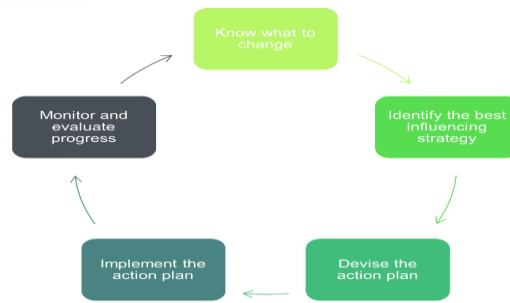 Know what to
change
Identify the best
influencing
strategy
Devise the
action plan
Implement the
action plan
Monitor and
evaluate
progress